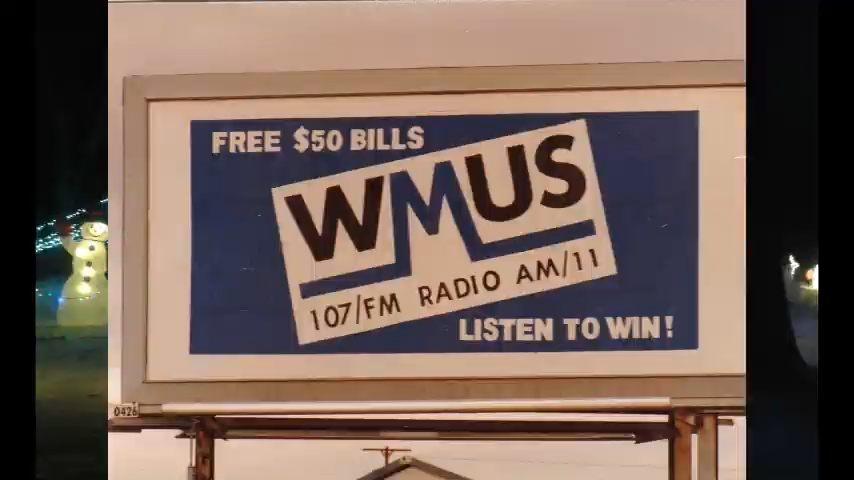 FREE $50 BILLS
WMUS
107/FM RADIO AM/11
LISTEN TO WIN!
0426